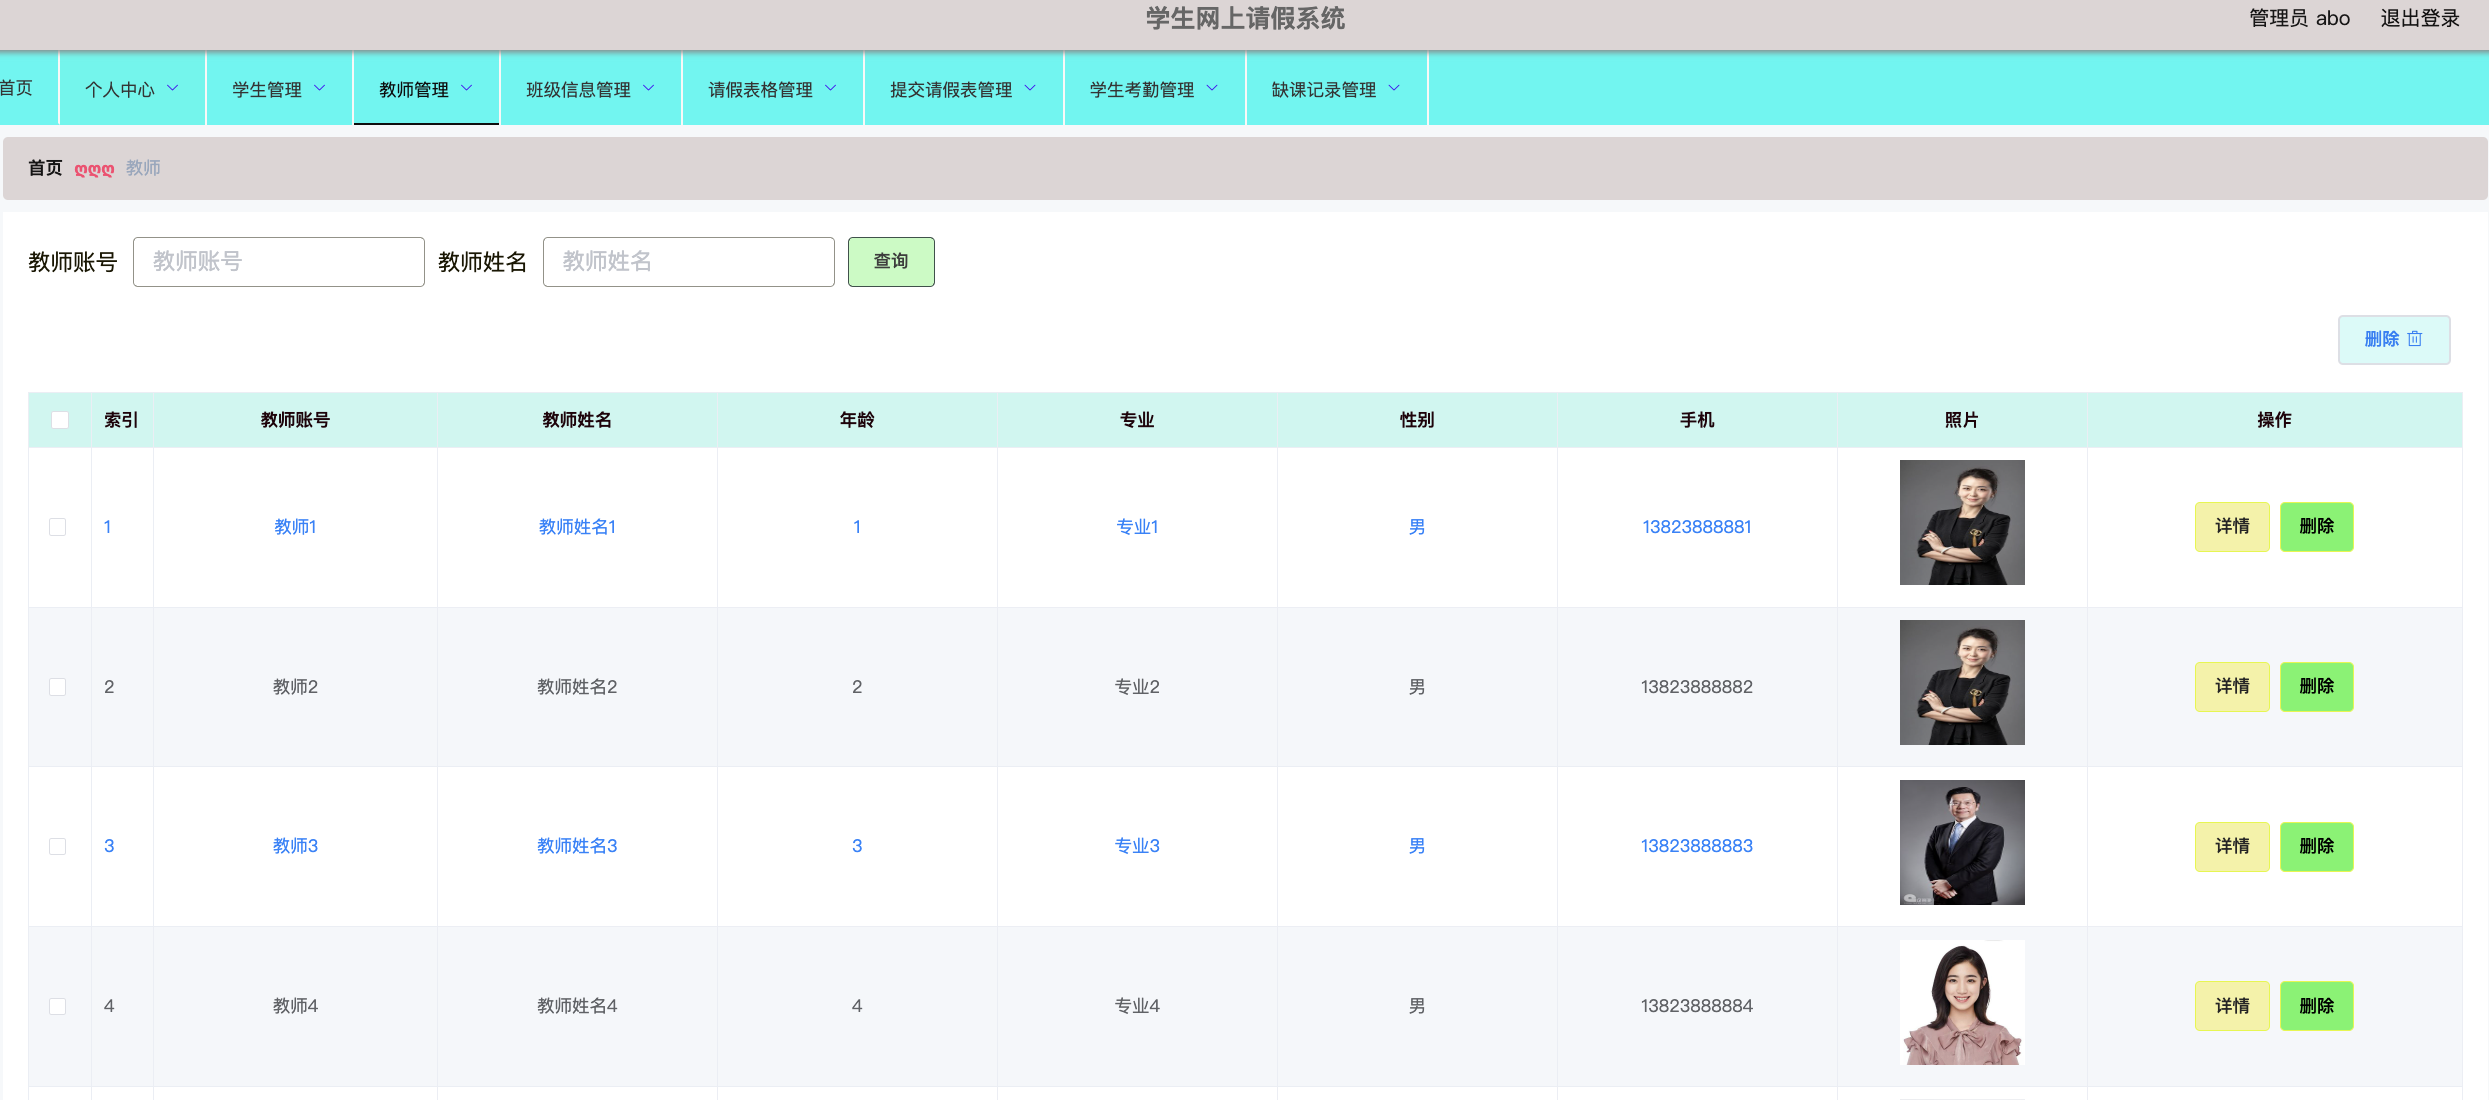 学生网上请假系统
管理员 abo 退出登录
首页 个人中心 学生管理 教师管理 班级信息管理 请假表格管理 提交请假表管理 学生考勤管理 缺课记录管理
首页 ღღღ 教师
教师账号 教师账号 教师姓名 教师姓名 查询
删除
索引 教师账号 教师姓名 年龄 专业 性别 手机 照片 操作
1 教师1 教师姓名1 1 专业1 男 13823888881 详情 删除
2 教师2 教师姓名2 2 专业2 男 13823888882 详情 删除
3 教师3 教师姓名3 3 专业3 男 13823888883 详情 删除
4 教师4 教师姓名4 4 专业4 男 13823888884 详情 删除